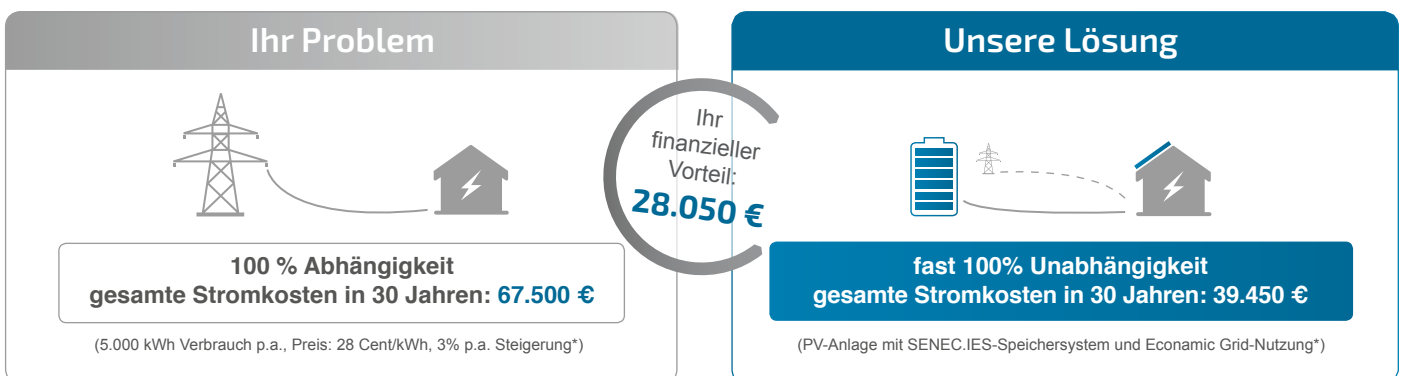 Ihr Problem
100 % Abhängigkeit
gesamte Stromkosten in 30 Jahren: 67.500 €
(5.000 kWh Verbrauch p.a., Preis: 28 Cent/kWh, 3% p.a. Steigerung*)
Ihr
finanzieller
Vorteil:
28.050 €
Unsere Lösung
fast 100% Unabhängigkeit
gesamte Stromkosten in 30 Jahren: 39.450 €
(PV-Anlage mit SENEC.IES-Speichersystem und Econamic Grid-Nutzung*)